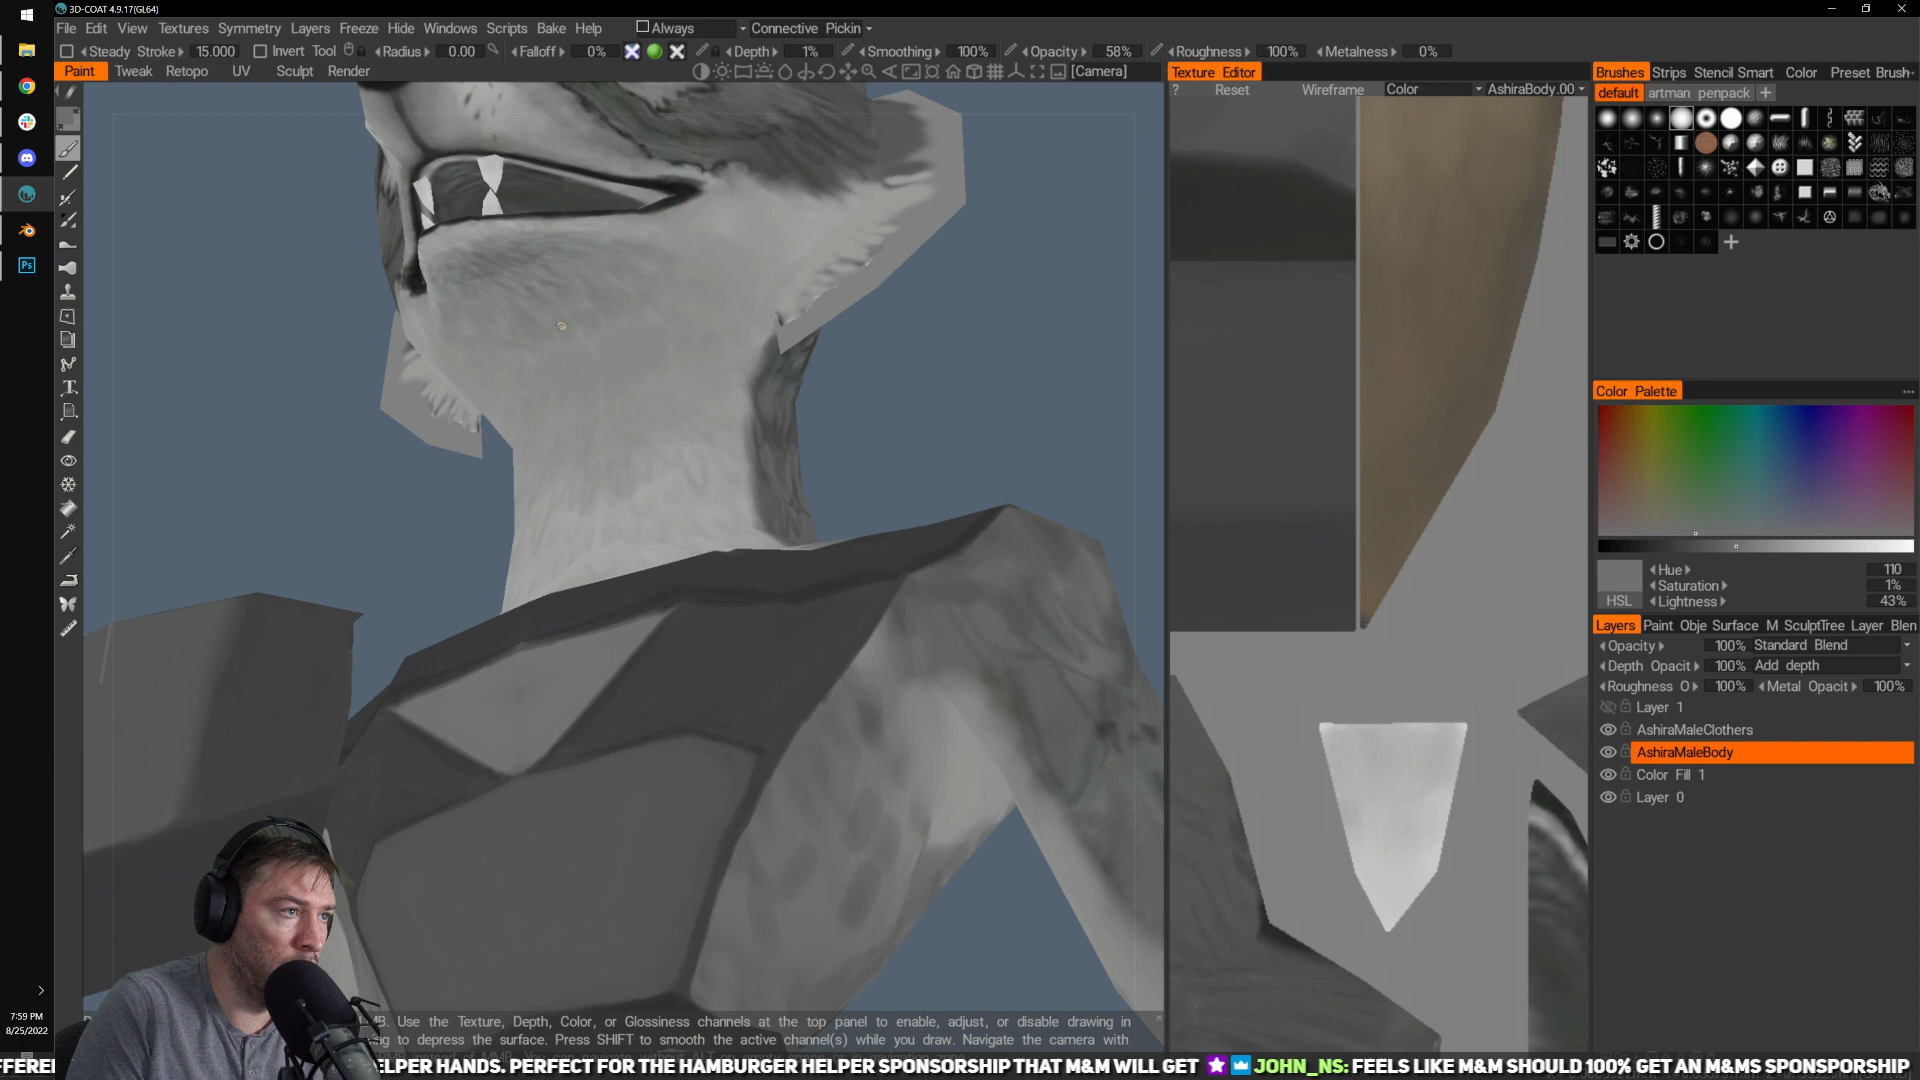 3D-COAT 4.9.17(GL64)
File Edit View Textures Symmetry Layers Freeze Hide Windows Scripts Bake Help Always Connective Pickin
Steady Stroke 15.000 Invert Tool Radius 0.00 Falloff 0% Depth 1% Smoothing 100% Opacity 58% Roughness 100% Metalness 0%
Paint Tweak Retopo UV Sculpt Render [Camera]
Texture Editor
? Reset Wireframe Color AshiraBody.00
Brushes Strips Stencil Smart Color Preset Brush
default artman penpack
Color Palette
Hue 110
Saturation 1%
HSL Lightness 43%
Layers Paint Obje Surface M SculptTree Layer Blen
Opacity 100% Standard Blend
Depth Opacit 100% Add depth
Roughness O 100% Metal Opacit 100%
Layer 1
AshiraMaleClothers
AshiraMaleBody
Color Fill 1
Layer 0
Ps
7:59 PM
8/25/2022
MB. Use the Texture, Depth, Color, or Glossiness channels at the top panel to enable, adjust, or disable drawing in
ng to depress the surface. Press SHIFT to smooth the active channel(s) while you draw. Navigate the camera with
FFEREI ELPER HANDS. PERFECT FOR THE HAMBURGER HELPER SPONSORSHIP THAT M&M WILL GET JOHN_NS: FEELS LIKE M&M SHOULD 100% GET AN M&MS SPONSPORSHIP